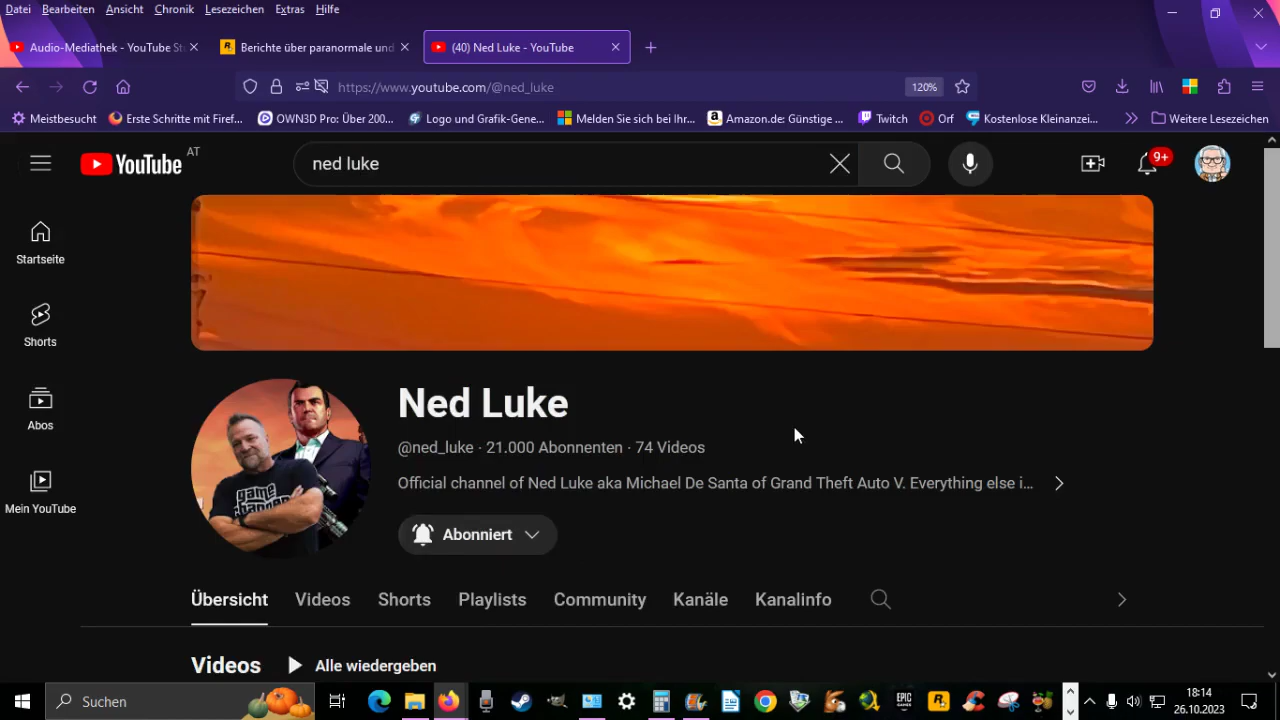 Datei Bearbeiten Ansicht Chronik Lesezeichen Extras Hilfe
Audio-Mediathek - YouTube St
Berichte über paranormale und
(40) Ned Luke - YouTube
https://www.youtube.com/@ned_luke
120%
Meistbesucht
Erste Schritte mit Firef...
OWN3D Pro: Über 200...
Logo und Grafik-Gene...
Melden Sie sich bei Ihr...
Amazon.de: Günstige ...
Twitch
Orf
Kostenlose Kleinanzei...
Weitere Lesezeichen
YouTube AT
ned luke
9+
Startseite
Shorts
Abos
Mein YouTube
game changer
Ned Luke
@ned_luke · 21.000 Abonnenten · 74 Videos
Official channel of Ned Luke aka Michael De Santa of Grand Theft Auto V. Everything else i...
Abonniert
Übersicht Videos Shorts Playlists Community Kanäle Kanalinfo
Videos Alle wiedergeben
Suchen
EPIC GAMES
18:14
26.10.2023